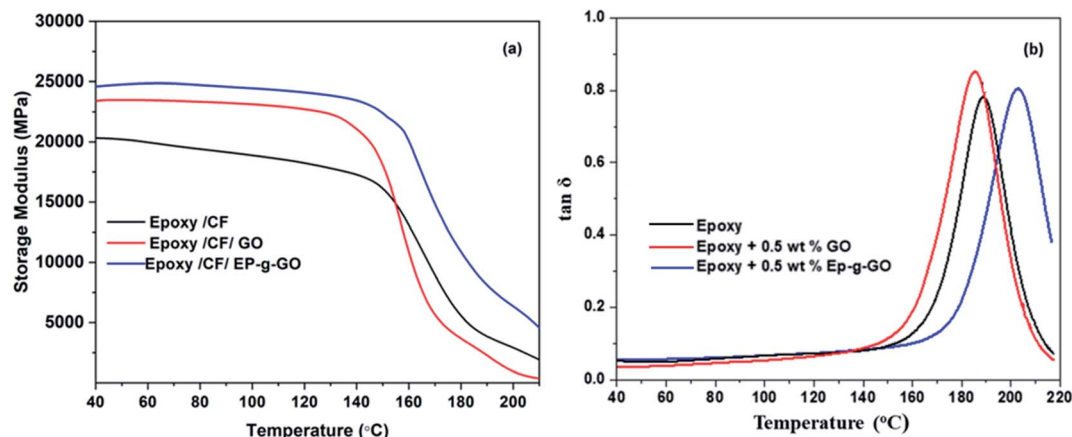 30000
25000
20000
15000
10000
5000
Storage Modulus (MPa)
(a)
Epoxy /CF
Epoxy /CF/ GO
Epoxy /CF/ EP-g-GO
40 60 80 100 120 140 160 180 200
Temperature (◦C)
1.0
0.8
0.6
0.4
0.2
0.0
tan δ
(b)
Epoxy
Epoxy + 0.5 wt % GO
Epoxy + 0.5 wt % Ep-g-GO
40 60 80 100 120 140 160 180 200 220
Temperature (°C)